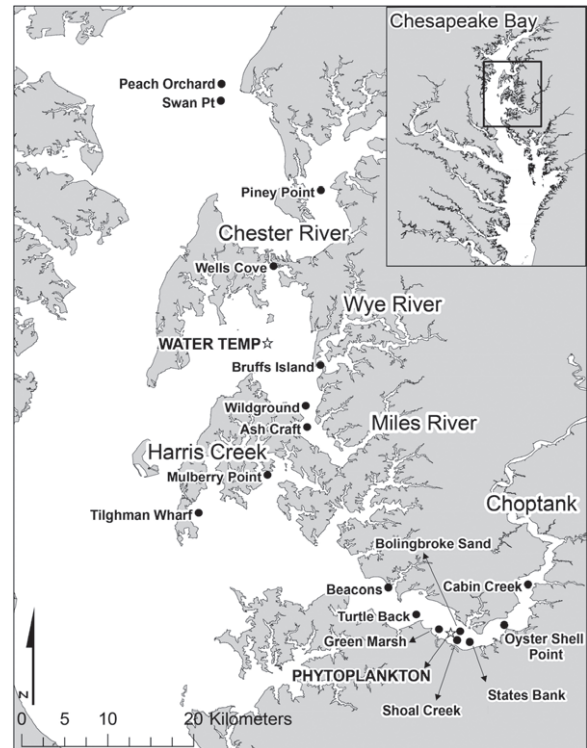 Chesapeake Bay
Peach Orchard
Swan Pt
Piney Point
Chester River
Wells Cove
Wye River
WATER TEMP
Bruffs Island
Wildground
Ash Craft
Miles River
Harris Creek
Mulberry Point
Tilghman Wharf
Choptank
Bolingbroke Sand
Beacons
Cabin Creek
Turtle Back
Green Marsh
Oyster Shell
Point
PHYTOPLANKTON
States Bank
Shoal Creek
N
0 5 10 20 Kilometers